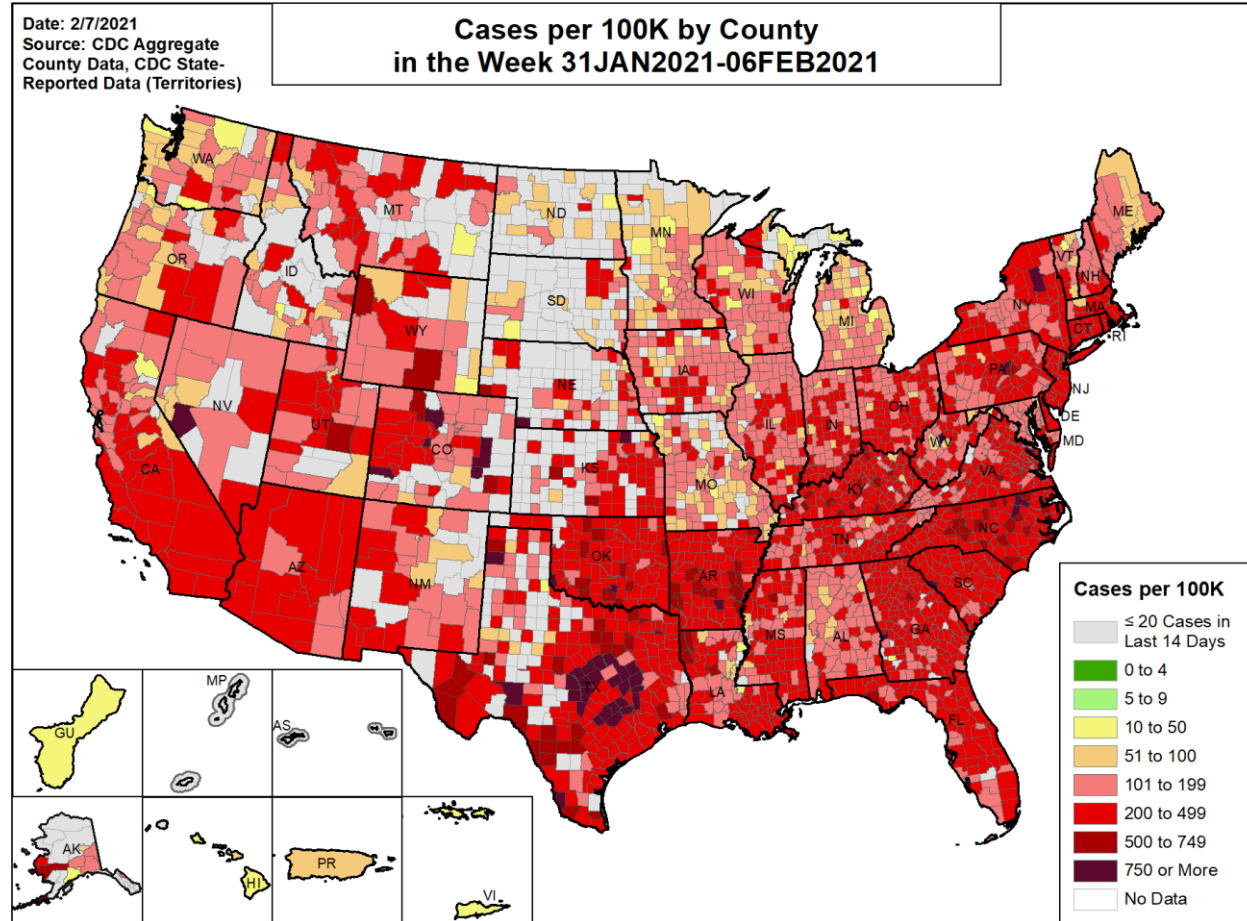 Date: 2/7/2021
Source: CDC Aggregate
County Data, CDC State-
Reported Data (Territories)
Cases per 100K by County
in the Week 31JAN2021-06FEB2021
WA
MT
ND
MN
ME
OR
ID
SD
WI
VT
NH
WY
MI
NY
MA
CT
RI
NE
IA
PA
NV
NJ
UT
IL
IN
OH
DE
CO
MD
WV
CA
KS
MO
VA
KY
NC
TN
AZ
NM
OK
AR
SC
MS
AL
GA
TX
LA
FL
GU
MP
AS
AK
HI
PR
VI
Cases per 100K
≤ 20 Cases in
Last 14 Days
0 to 4
5 to 9
10 to 50
51 to 100
101 to 199
200 to 499
500 to 749
750 or More
No Data